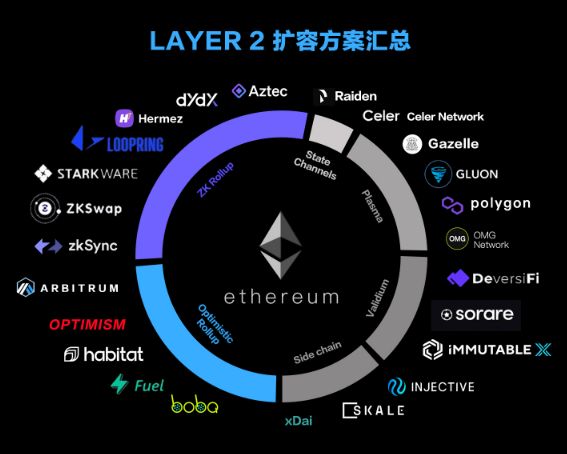 LAYER 2 扩容方案汇总
dYdX
Aztec
Raiden
Hermez
Celer Celer Network
LOOPRING
Gazelle
STARKWARE
GLUON
ZKSwap
polygon
zkSync
OMG
OMG
Network
ARBITRUM
DeversiFi
OPTIMISM
sorare
habitat
iMMUTABLE X
Fuel
INJECTIVE
boba
SKALE
xDai
ZK Rollup
State
Channels
Plasma
Validium
Side chain
Optimistic
Rollup
ethereum